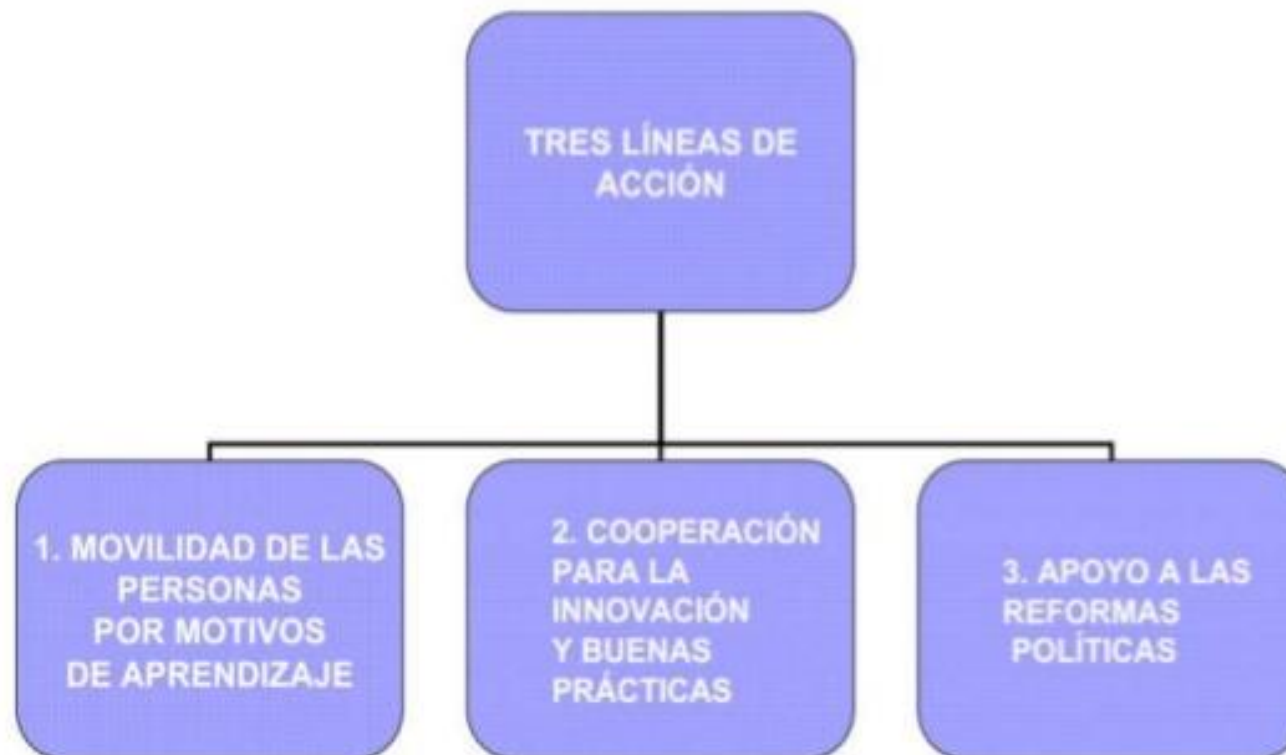 TRES LÍNEAS DE
ACCIÓN
1. MOVILIDAD DE LAS
PERSONAS
POR MOTIVOS
DE APRENDIZAJE
2. COOPERACIÓN
PARA LA
INNOVACIÓN
Y BUENAS
PRÁCTICAS
3. APOYO A LAS
REFORMAS
POLÍTICAS